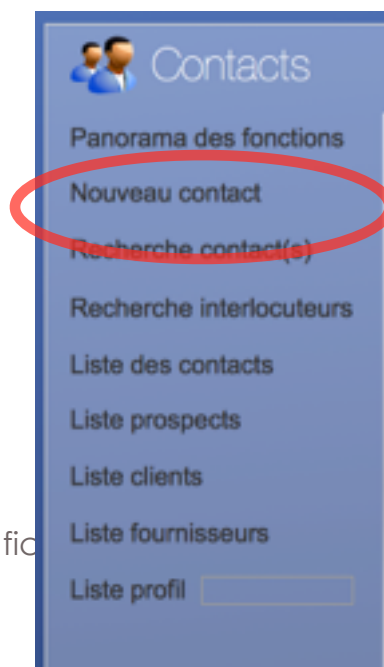 Contacts
Panorama des fonctions
Nouveau contact
Recherche contact(s)
Recherche interlocuteurs
Liste des contacts
Liste prospects
Liste clients
fic
Liste fournisseurs
Liste profil